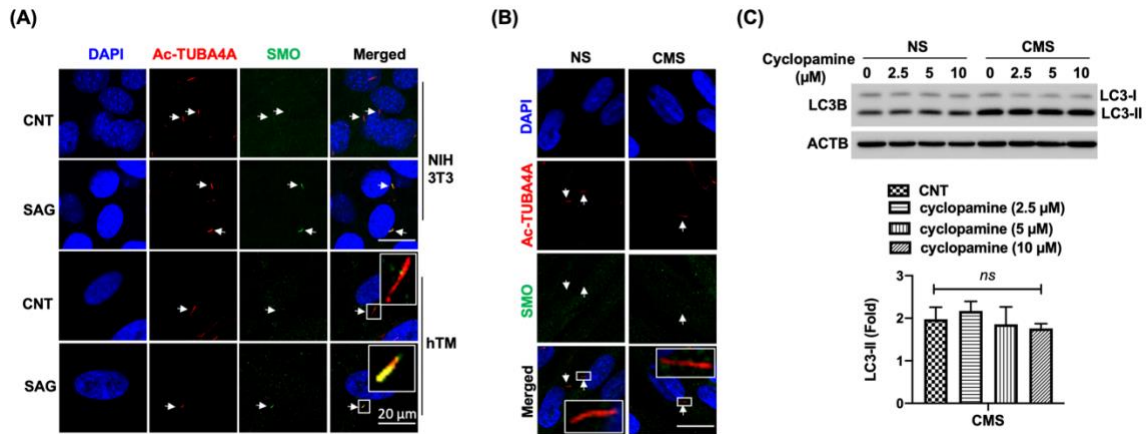 (A)
DAPI Ac-TUBA4A SMO Merged
CNT
SAG
NIH
3T3
CNT
SAG
hTM
20 µm
(B)
NS CMS
DAPI
Ac-TUBA4A
SMO
Merged
(C)
NS CMS
Cyclopamine
(µM)
0 2.5 5 10 0 2.5 5 10
LC3B
LC3-I
LC3-II
ACTB
CNT
cyclopamine (2.5 µM)
cyclopamine (5 µM)
cyclopamine (10 µM)
LC3-II (Fold)
3
2
1
0
ns
CMS